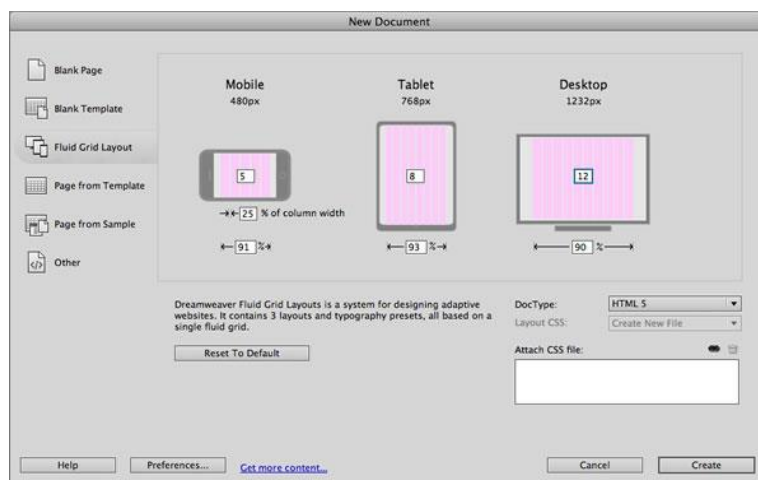 New Document
Blank Page
Blank Template
Fluid Grid Layout
Page from Template
Page from Sample
Other
Mobile
480px
5
25 % of column width
91 %
Tablet
768px
8
93 %
Desktop
1232px
12
90 %
Dreamweaver Fluid Grid Layouts is a system for designing adaptive
websites. It contains 3 layouts and typography presets, all based on a
single fluid grid.
Reset To Default
DocType: HTML 5
Layout CSS: Create New File
Attach CSS file:
Help
Preferences...
Get more content...
Cancel
Create